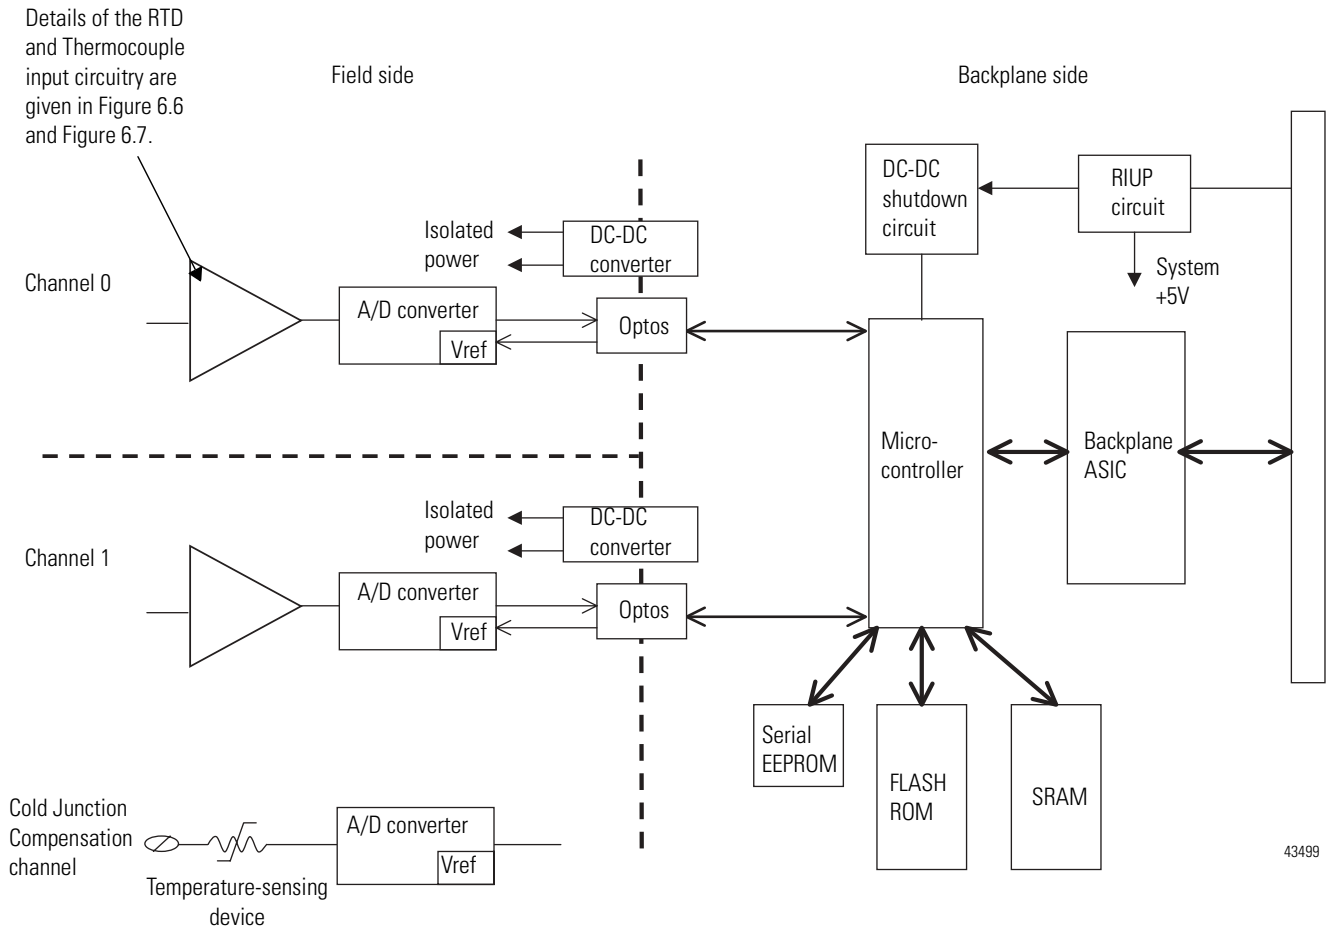 Details of the RTD
and Thermocouple
input circuitry are
given in Figure 6.6
and Figure 6.7.
Field side
Backplane side
DC-DC
shutdown
circuit
RIUP
circuit
System
+5V
Isolated
power
DC-DC
converter
Channel 0
A/D converter
Vref
Optos
Micro-
controller
Backplane
ASIC
Isolated
power
DC-DC
converter
Channel 1
A/D converter
Vref
Optos
Serial
EEPROM
FLASH
ROM
SRAM
Cold Junction
Compensation
channel
A/D converter
Vref
Temperature-sensing
device
43499